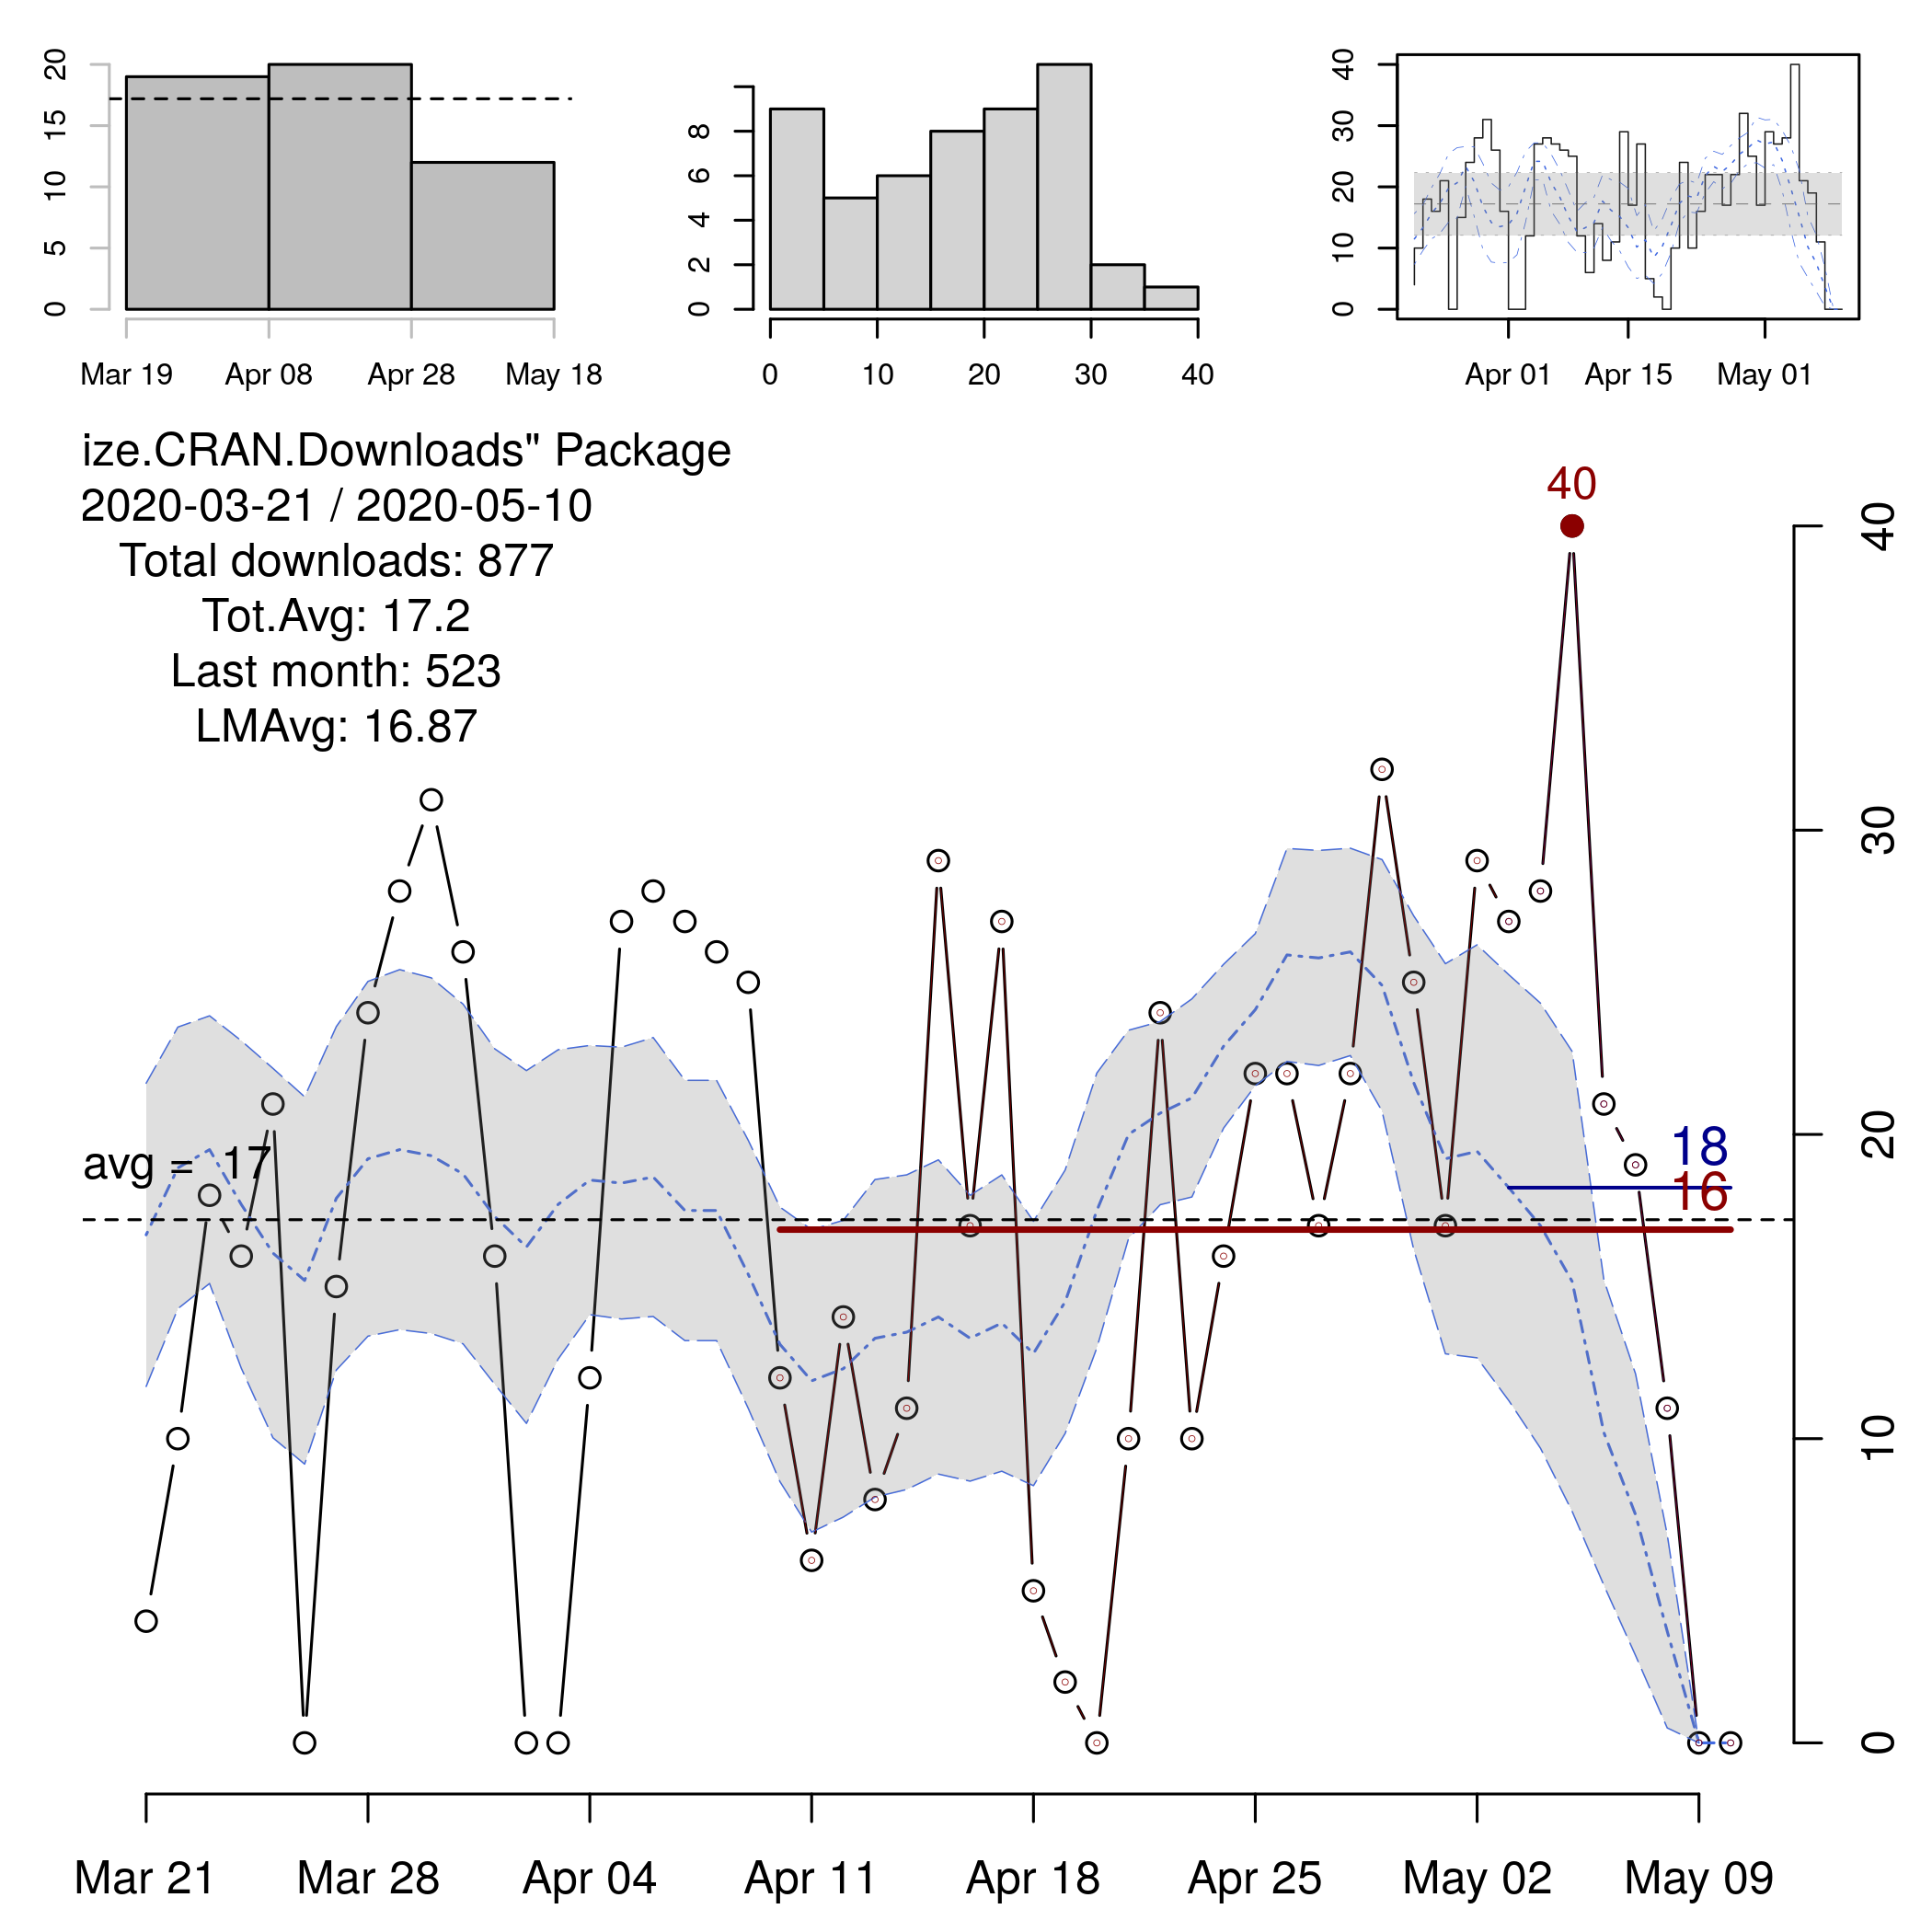 20
15
10
5
0
Mar 19 Apr 08 Apr 28 May 18
8
6
4
2
0
0 10 20 30 40
40
30
20
10
0
Apr 01 Apr 15 May 01
ize.CRAN.Downloads" Package
2020-03-21 / 2020-05-10
Total downloads: 877
Tot.Avg: 17.2
Last month: 523
LMAvg: 16.87
40
avg = 17
18
16
40
30
20
10
0
Mar 21 Mar 28 Apr 04 Apr 11 Apr 18 Apr 25 May 02 May 09